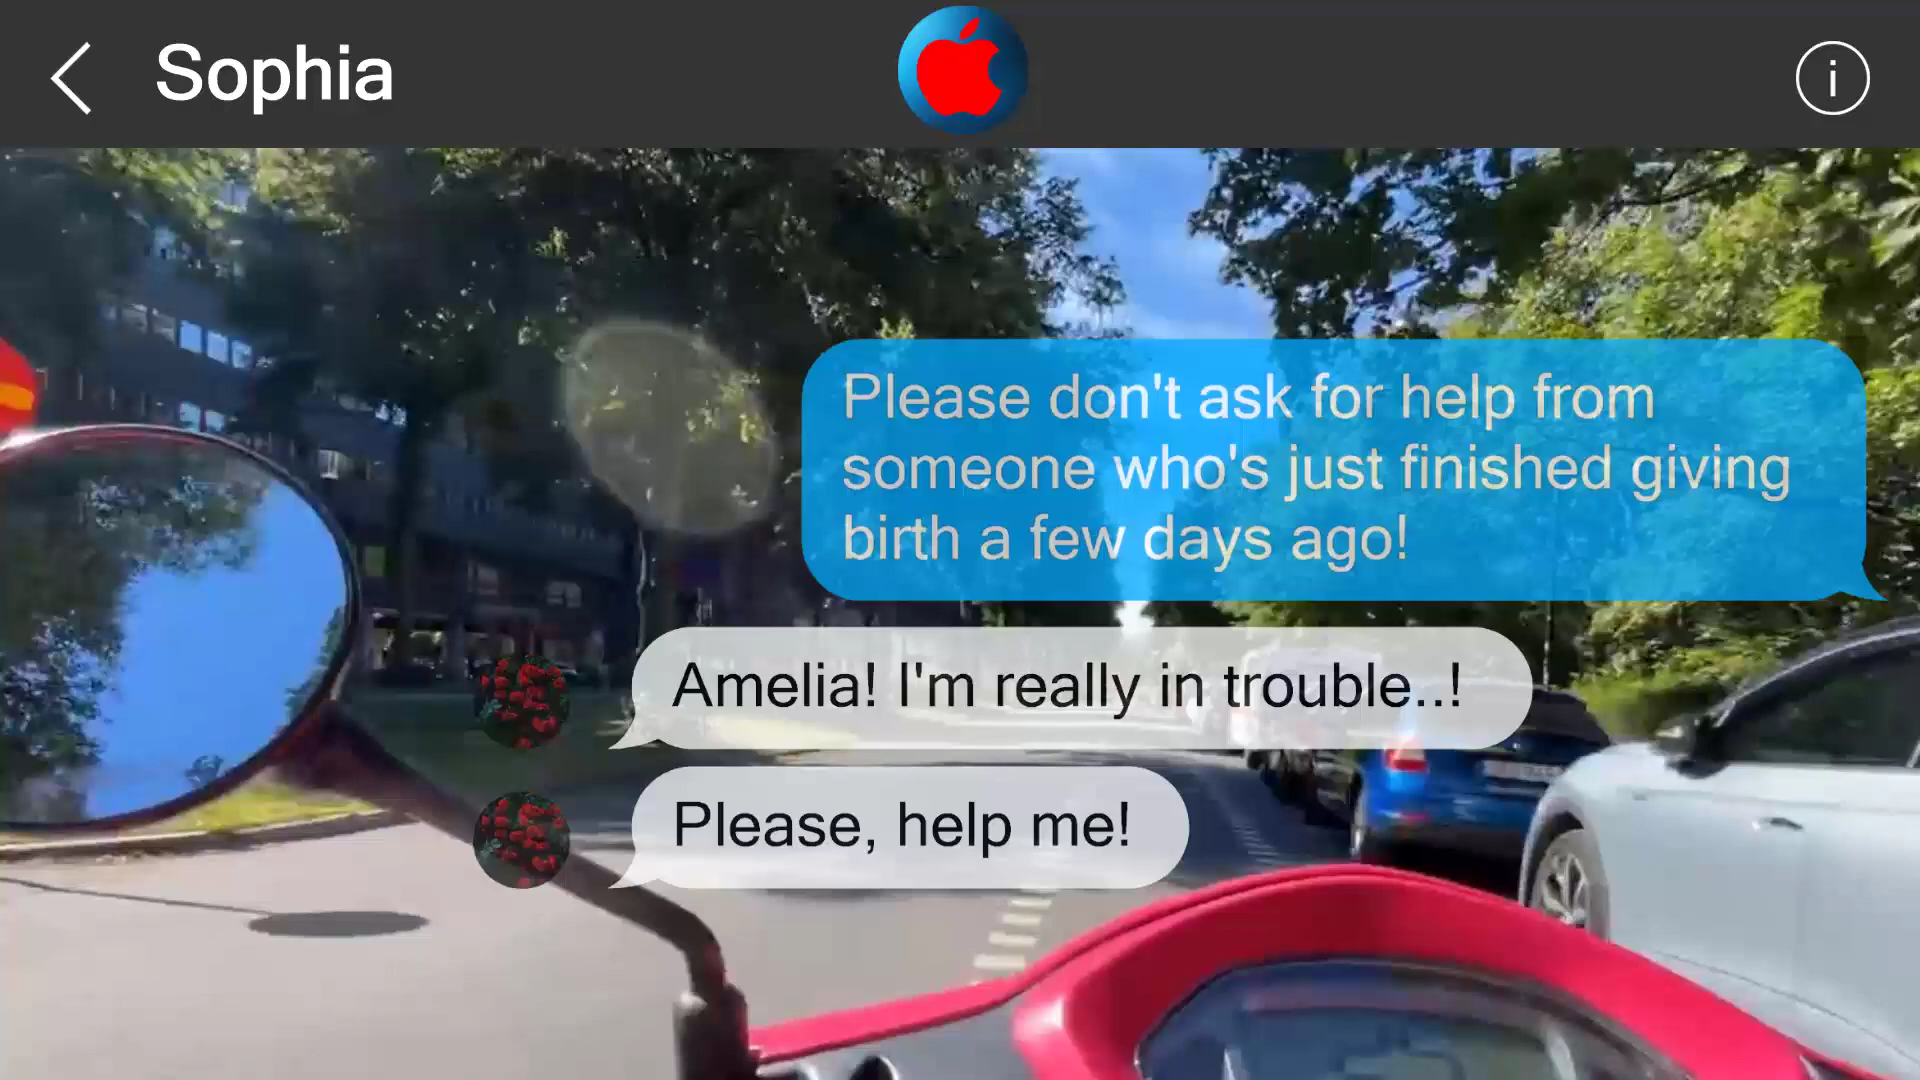 Sophia
i
Please don't ask for help from
someone who's just finished giving
birth a few days ago!
Amelia! I'm really in trouble..!
Please, help me!